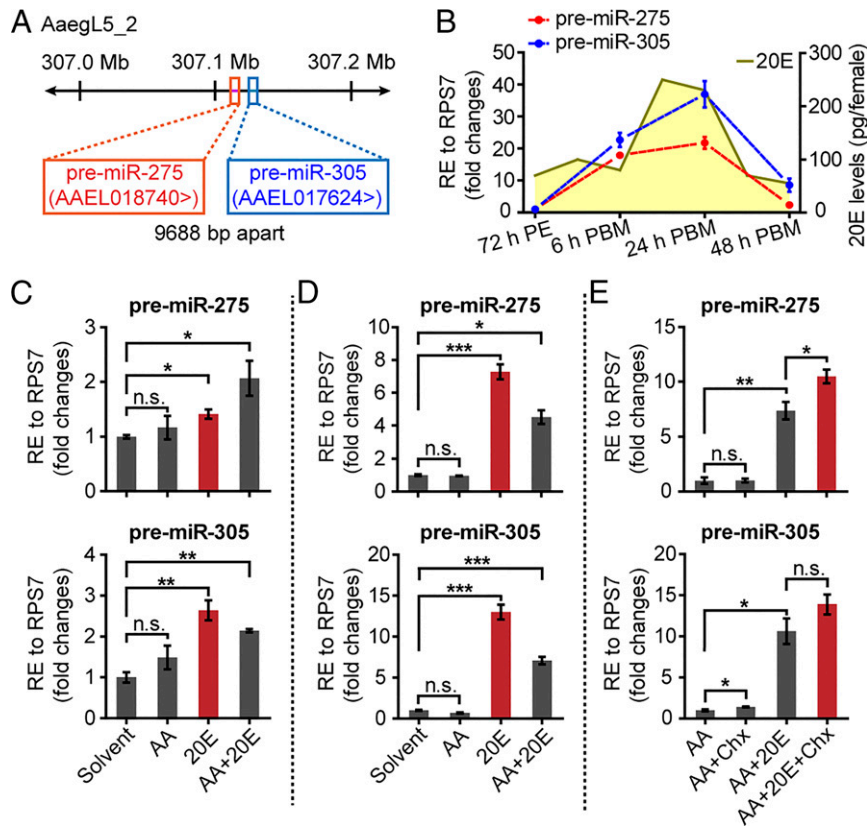 A
AaegL5_2
307.0 Mb 307.1 Mb 307.2 Mb
pre-miR-275
(AAEL018740>)
pre-miR-305
(AAEL017624>)
9688 bp apart
B
pre-miR-275
pre-miR-305
20E
RE to RPS7
(fold changes)
50
40
30
20
10
0
300
200
100
0
20E levels (pg/female)
72 h PE 6 h PBM 24 h PBM 48 h PBM
C
pre-miR-275
RE to RPS7
(fold changes)
3
2
1
0
*
*
n.s.
pre-miR-305
RE to RPS7
(fold changes)
4
3
2
1
0
**
**
n.s.
Solvent AA 20E AA+20E
D
pre-miR-275
RE to RPS7
(fold changes)
10
8
6
4
2
0
*
***
n.s.
pre-miR-305
RE to RPS7
(fold changes)
20
15
10
5
0
***
***
n.s.
Solvent AA 20E AA+20E
E
pre-miR-275
RE to RPS7
(fold changes)
15
10
5
0
*
**
n.s.
pre-miR-305
RE to RPS7
(fold changes)
20
15
10
5
0
n.s.
*
*
AA AA+Chx AA+20E AA+20E+Chx